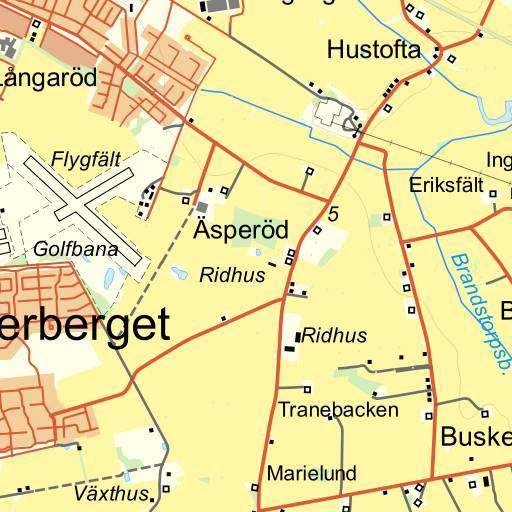 Hustofta
Långaröd
Flygfält
Ing
Eriksfält
5
Äsperöd
Golfbana
Ridhus
Brandstorpsb.
B
erberget
Ridhus
Tranebacken
Buske
Marielund
Växthus